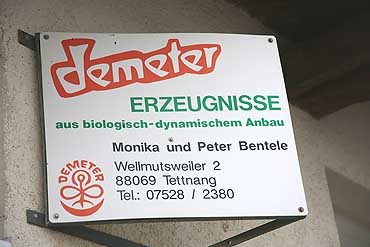 demeter
ERZEUGNISSE
aus biologisch-dynamischem Anbau
Monika und Peter Bentele
Wellmutsweiler 2
88069 Tettnang
Tel.: 07528 / 2380
DEMETER